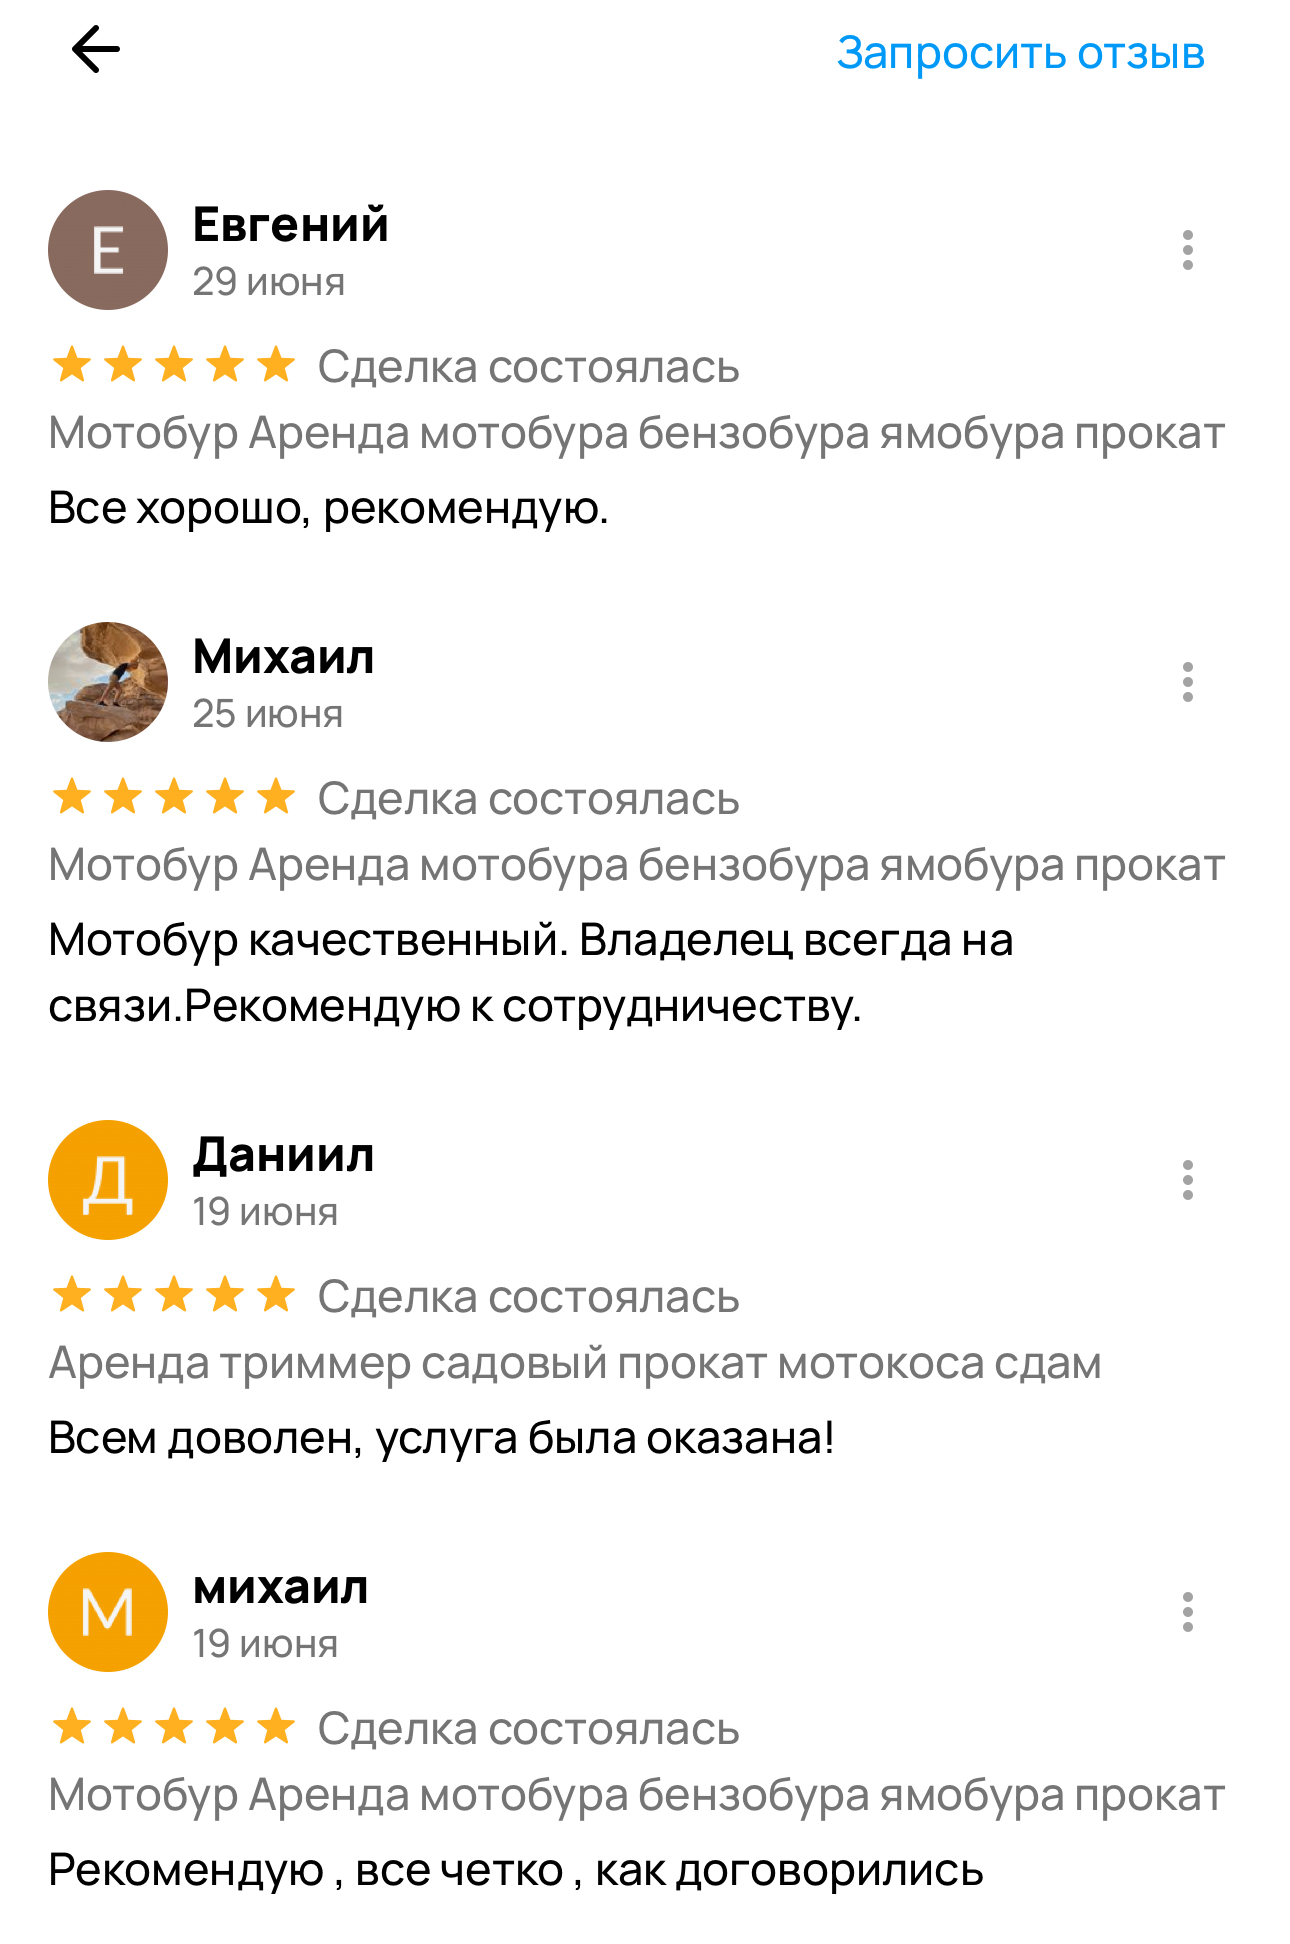 Запросить отзыв
Е
Евгений
29 июня
Сделка состоялась
Мотобур Аренда мотобура бензобура ямобура прокат
Все хорошо, рекомендую.
Михаил
25 июня
Сделка состоялась
Мотобур Аренда мотобура бензобура ямобура прокат
Мотобур качественный. Владелец всегда на
связи.Рекомендую к сотрудничеству.
Д
Даниил
19 июня
Сделка состоялась
Аренда триммер садовый прокат мотокоса сдам
Всем доволен, услуга была оказана!
М
михаил
19 июня
Сделка состоялась
Мотобур Аренда мотобура бензобура ямобура прокат
Рекомендую , все четко , как договорились